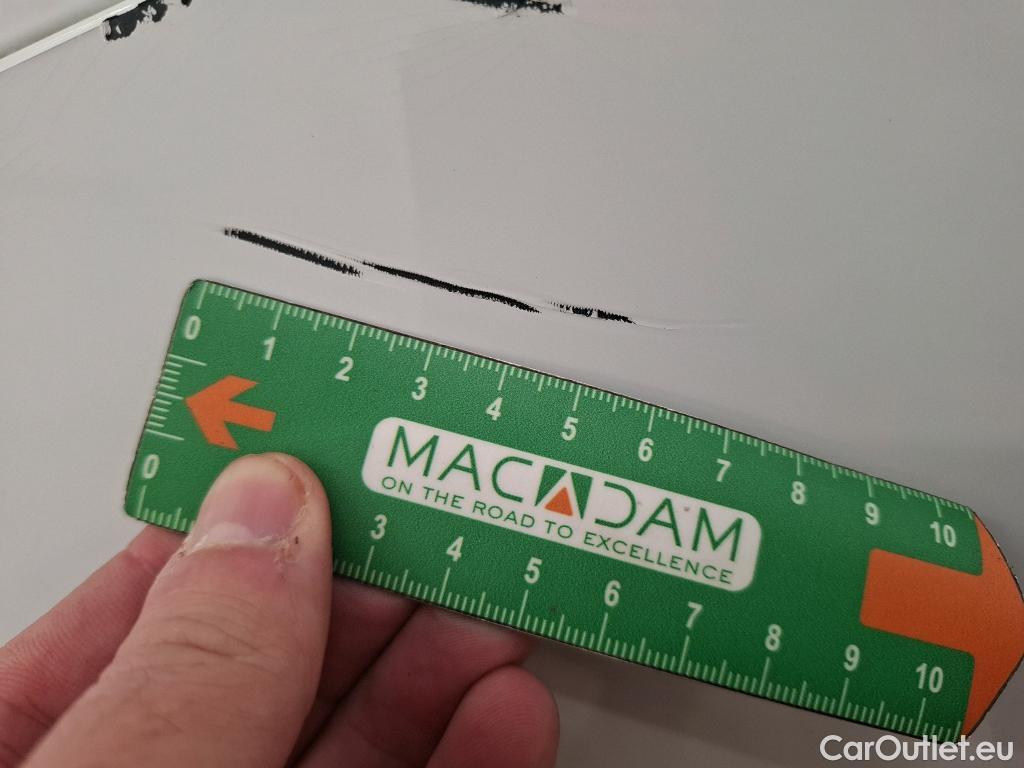 0 1 2 3 4 5 6 7 8 9 10
MACADAM
ON THE ROAD TO EXCELLENCE
0 3 4 5 6 7 8 9 10
CarOutlet.eu